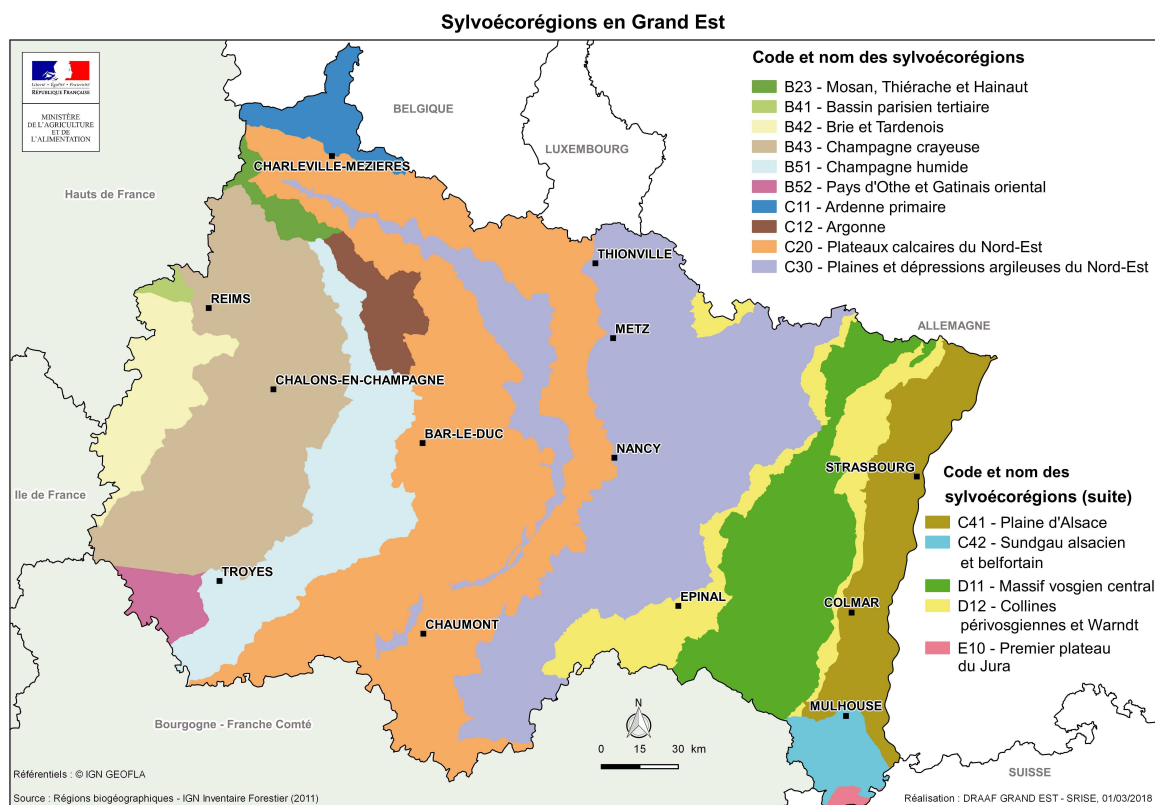 Sylvoécorégions en Grand Est
Liberté • Égalité • Fraternité
RÉPUBLIQUE FRANÇAISE
MINISTÈRE
DE L'AGRICULTURE
ET DE
L'ALIMENTATION
Code et nom des sylvoécorégions
B23 - Mosan, Thiérache et Hainaut
B41 - Bassin parisien tertiaire
B42 - Brie et Tardenois
B43 - Champagne crayeuse
B51 - Champagne humide
B52 - Pays d'Othe et Gatinais oriental
C11 - Ardenne primaire
C12 - Argonne
C20 - Plateaux calcaires du Nord-Est
C30 - Plaines et dépressions argileuses du Nord-Est
BELGIQUE
LUXEMBOURG
Hauts de France
CHARLEVILLE-MEZIERES
THIONVILLE
REIMS
METZ
ALLEMAGNE
CHALONS-EN-CHAMPAGNE
BAR-LE-DUC
NANCY
STRASBOURG
Ile de France
Code et nom des
sylvoécorégions (suite)
C41 - Plaine d'Alsace
C42 - Sundgau alsacien
et belfortain
D11 - Massif vosgien central
D12 - Collines
périvosgiennes et Warndt
E10 - Premier plateau
du Jura
TROYES
EPINAL
COLMAR
CHAUMONT
MULHOUSE
Bourgogne - Franche Comté
N
0 15 30 km
SUISSE
Référentiels : © IGN GEOFLA
Source : Régions biogéographiques - IGN Inventaire Forestier (2011)
Réalisation : DRAAF GRAND EST - SRISE, 01/03/2018